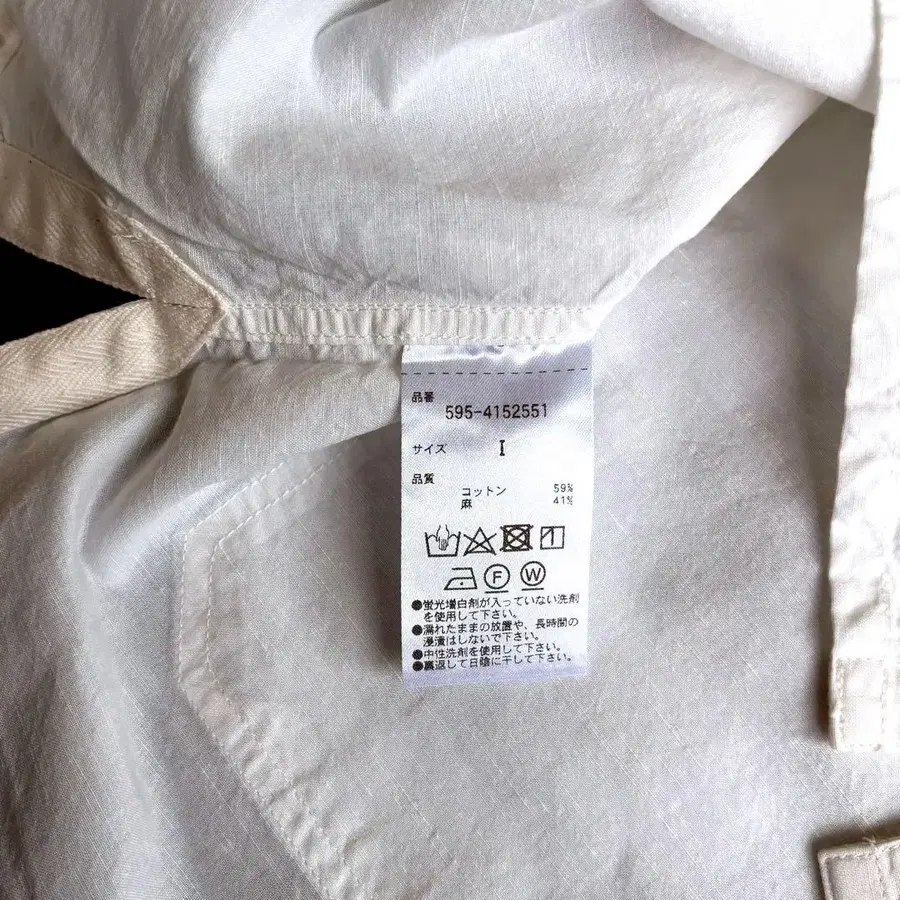 品番
595-4152551
サイズ I
品質
コットン 59%
麻 41%
F W
●蛍光増白剤が入っていない洗剤
を使用して下さい。
●濡れたままの放置や、長時間の
浸漬はしないで下さい。
●中性洗剤を使用して下さい。
●裏返して日陰に干して下さい。